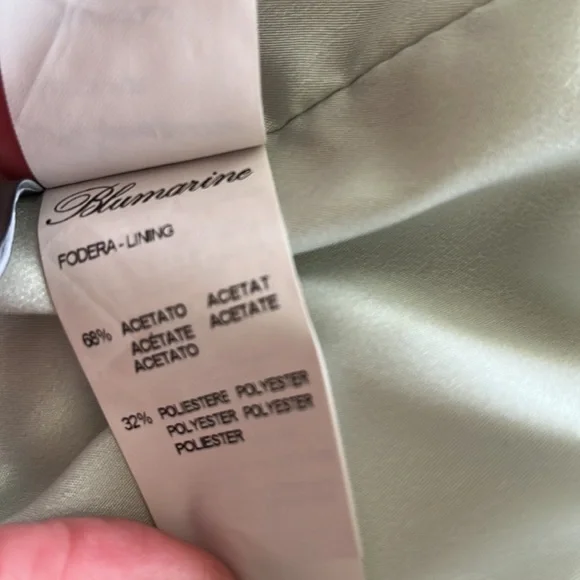 Blumarine
FODERA - LINING
68% ACETATO ACETAT
ACÉTATE ACETATE
ACETATO
32% POLIESTERE POLYESTER
POLYESTER POLYESTER
POLIESTER